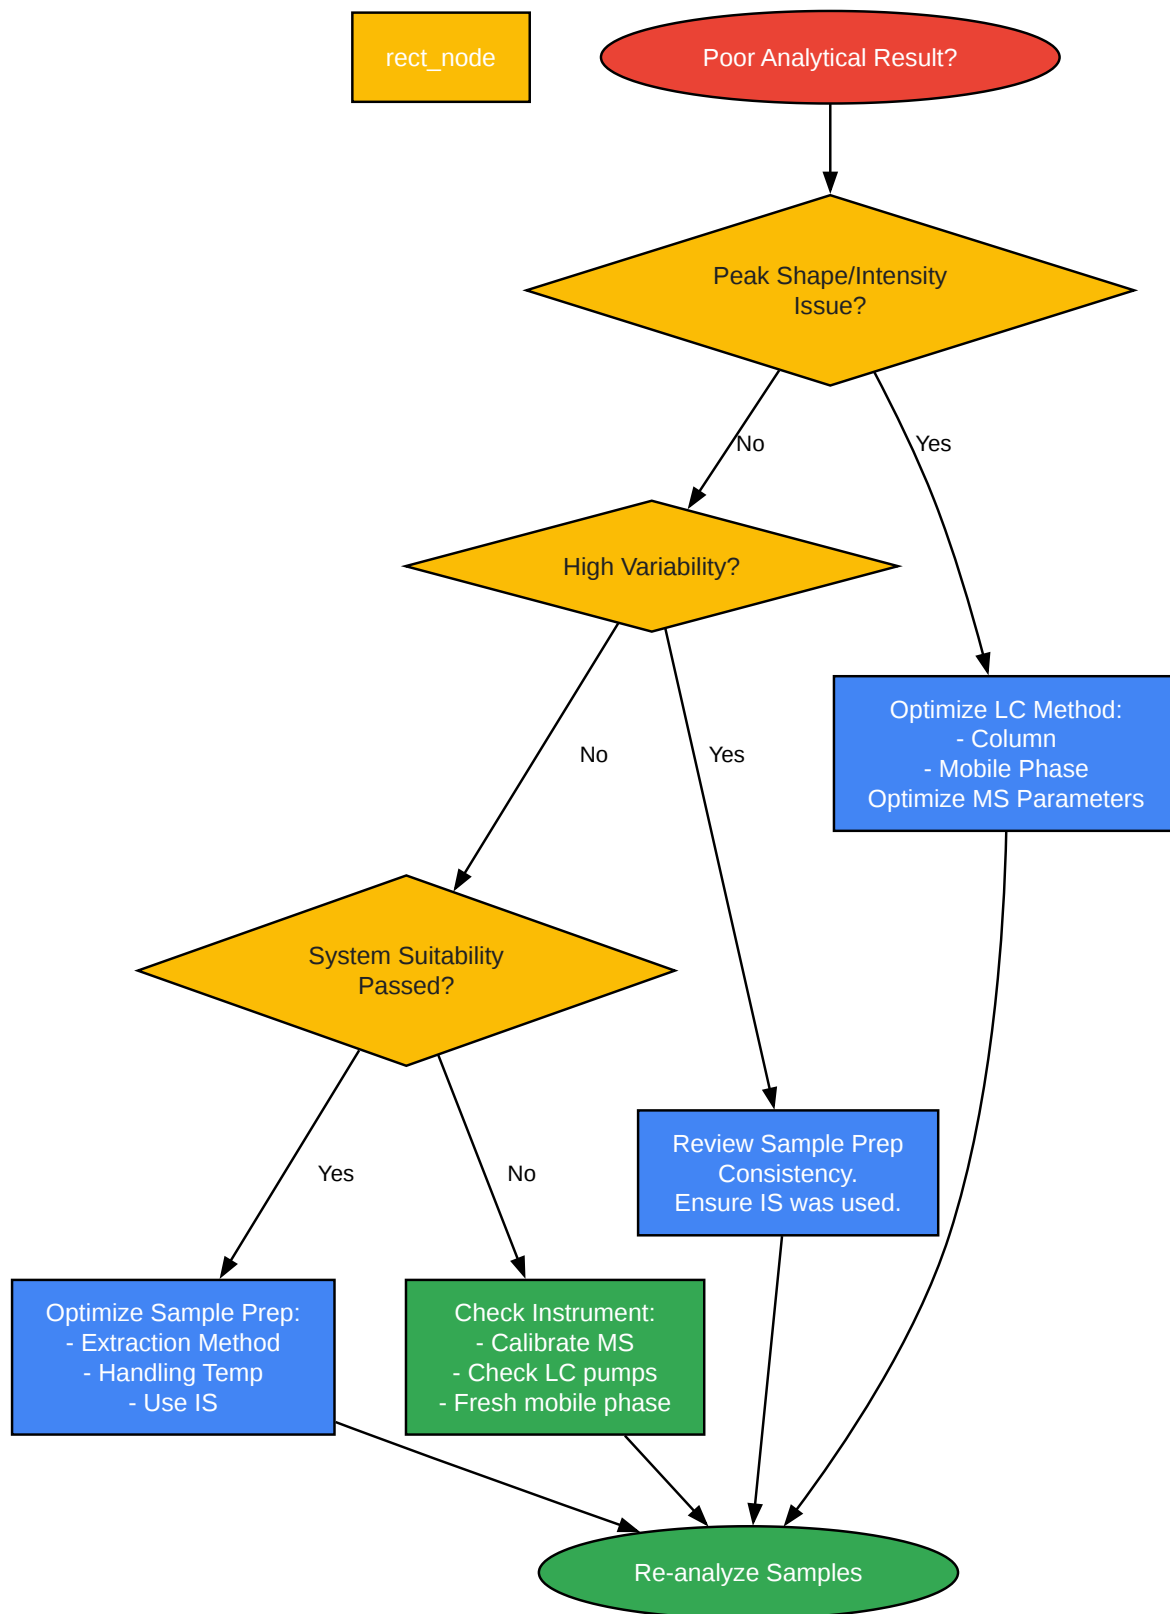 rect_node
Poor Analytical Result?
Peak Shape/Intensity
Issue?
No
Yes
High Variability?
No
Yes
Optimize LC Method:
- Column
- Mobile Phase
Optimize MS Parameters
System Suitability
Passed?
Yes
No
Review Sample Prep
Consistency.
Ensure IS was used.
Optimize Sample Prep:
- Extraction Method
- Handling Temp
- Use IS
Check Instrument:
- Calibrate MS
- Check LC pumps
- Fresh mobile phase
Re-analyze Samples